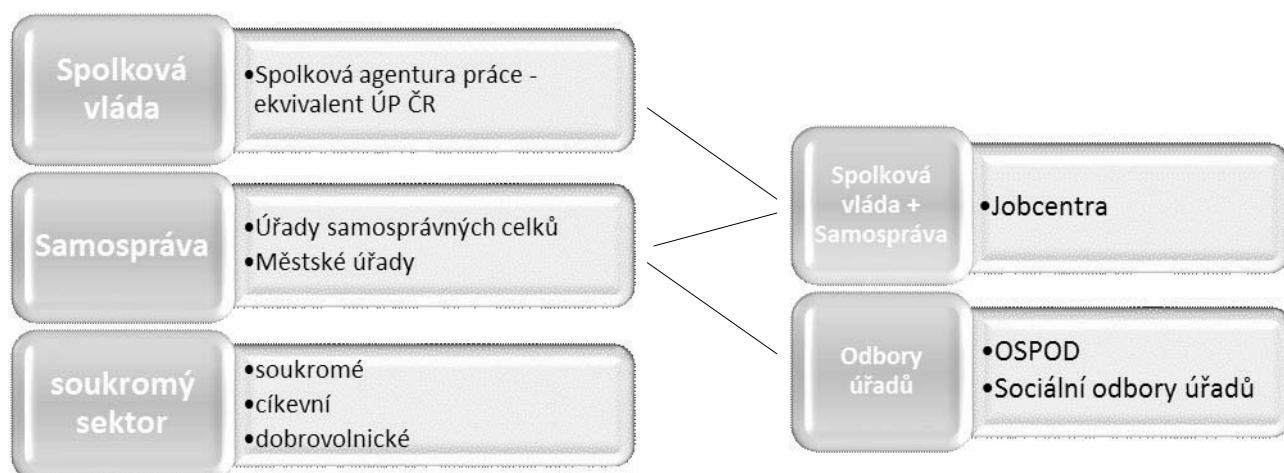 Spolková
vláda
•Spolková agentura práce -
ekvivalent ÚP ČR
Samospráva
•Úřady samosprávných celků
•Městské úřady
soukromý
sektor
•soukromé
•cíkevní
•dobrovolnické
Spolková
vláda +
Samospráva
•Jobcentra
Odbory
úřadů
•OSPOD
•Sociální odbory úřadů